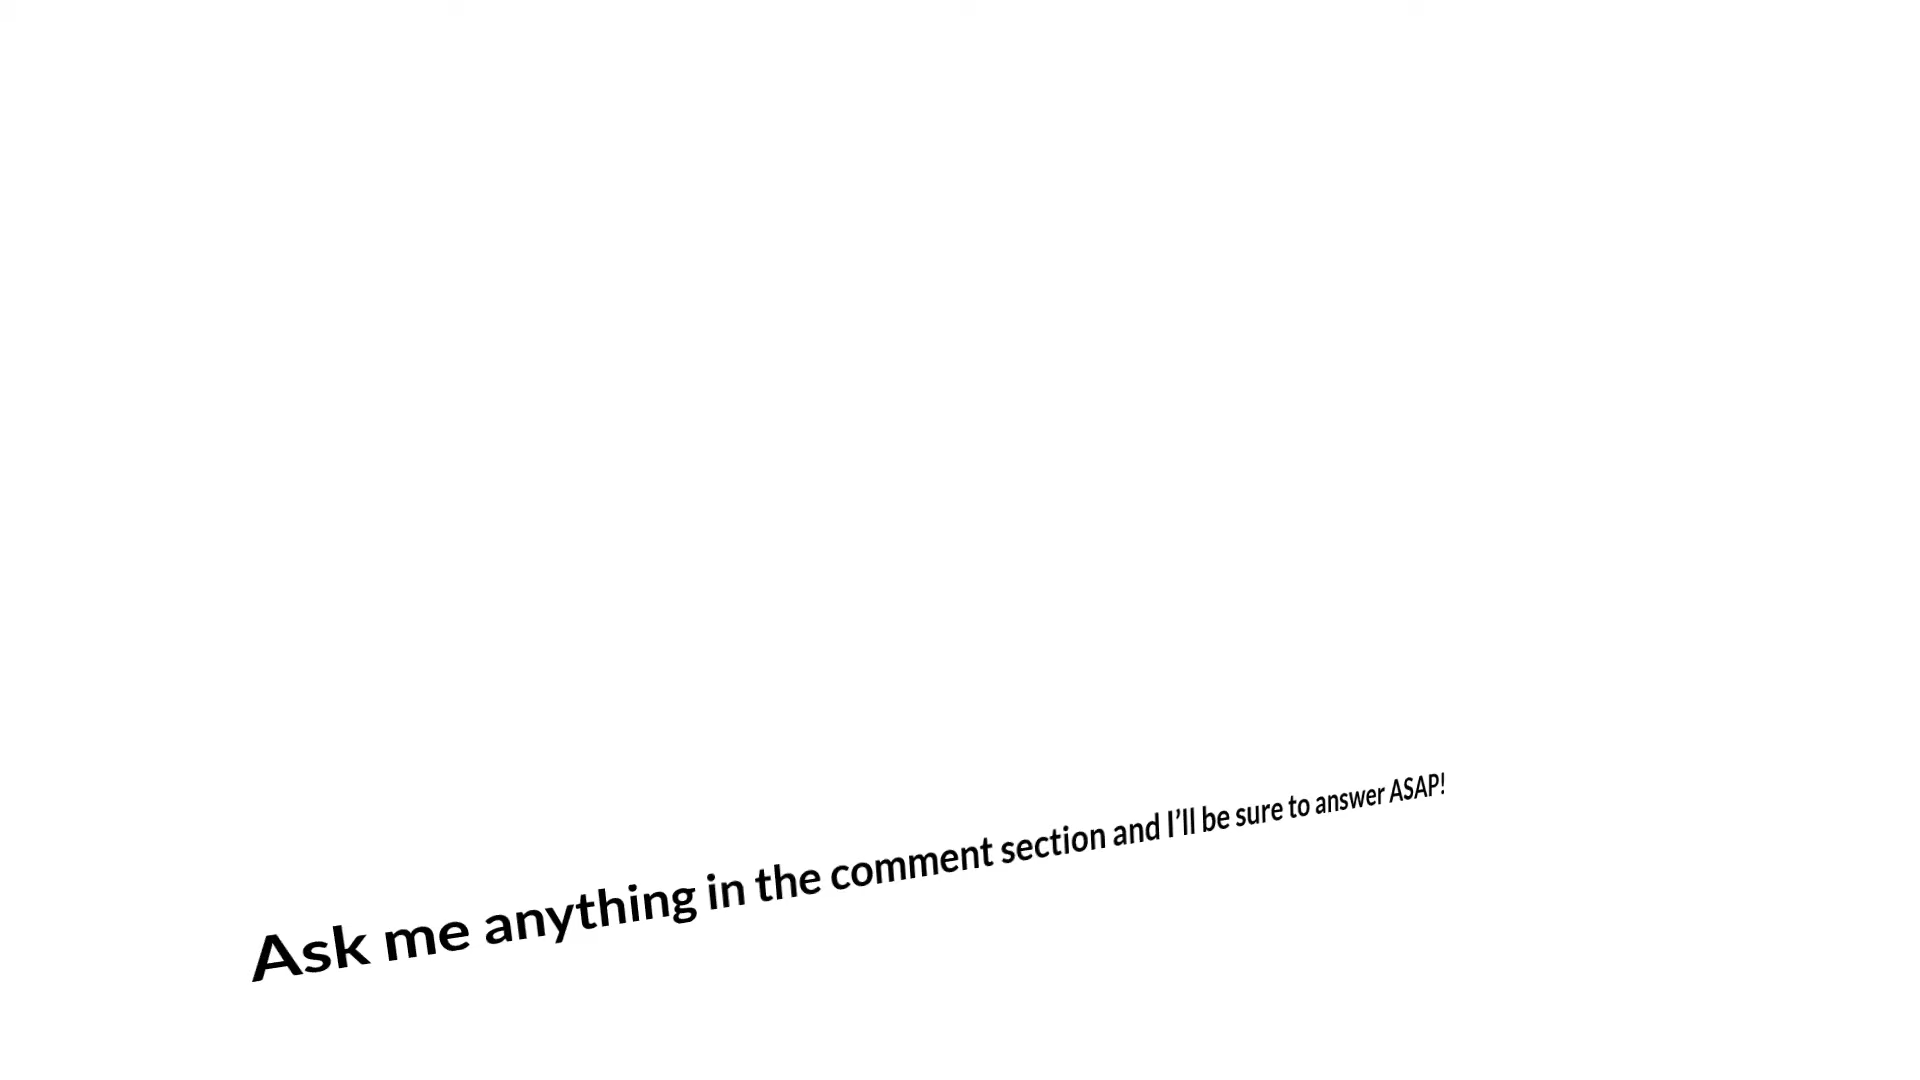 Ask me anything in the comment section and I’ll be sure to answer ASAP!